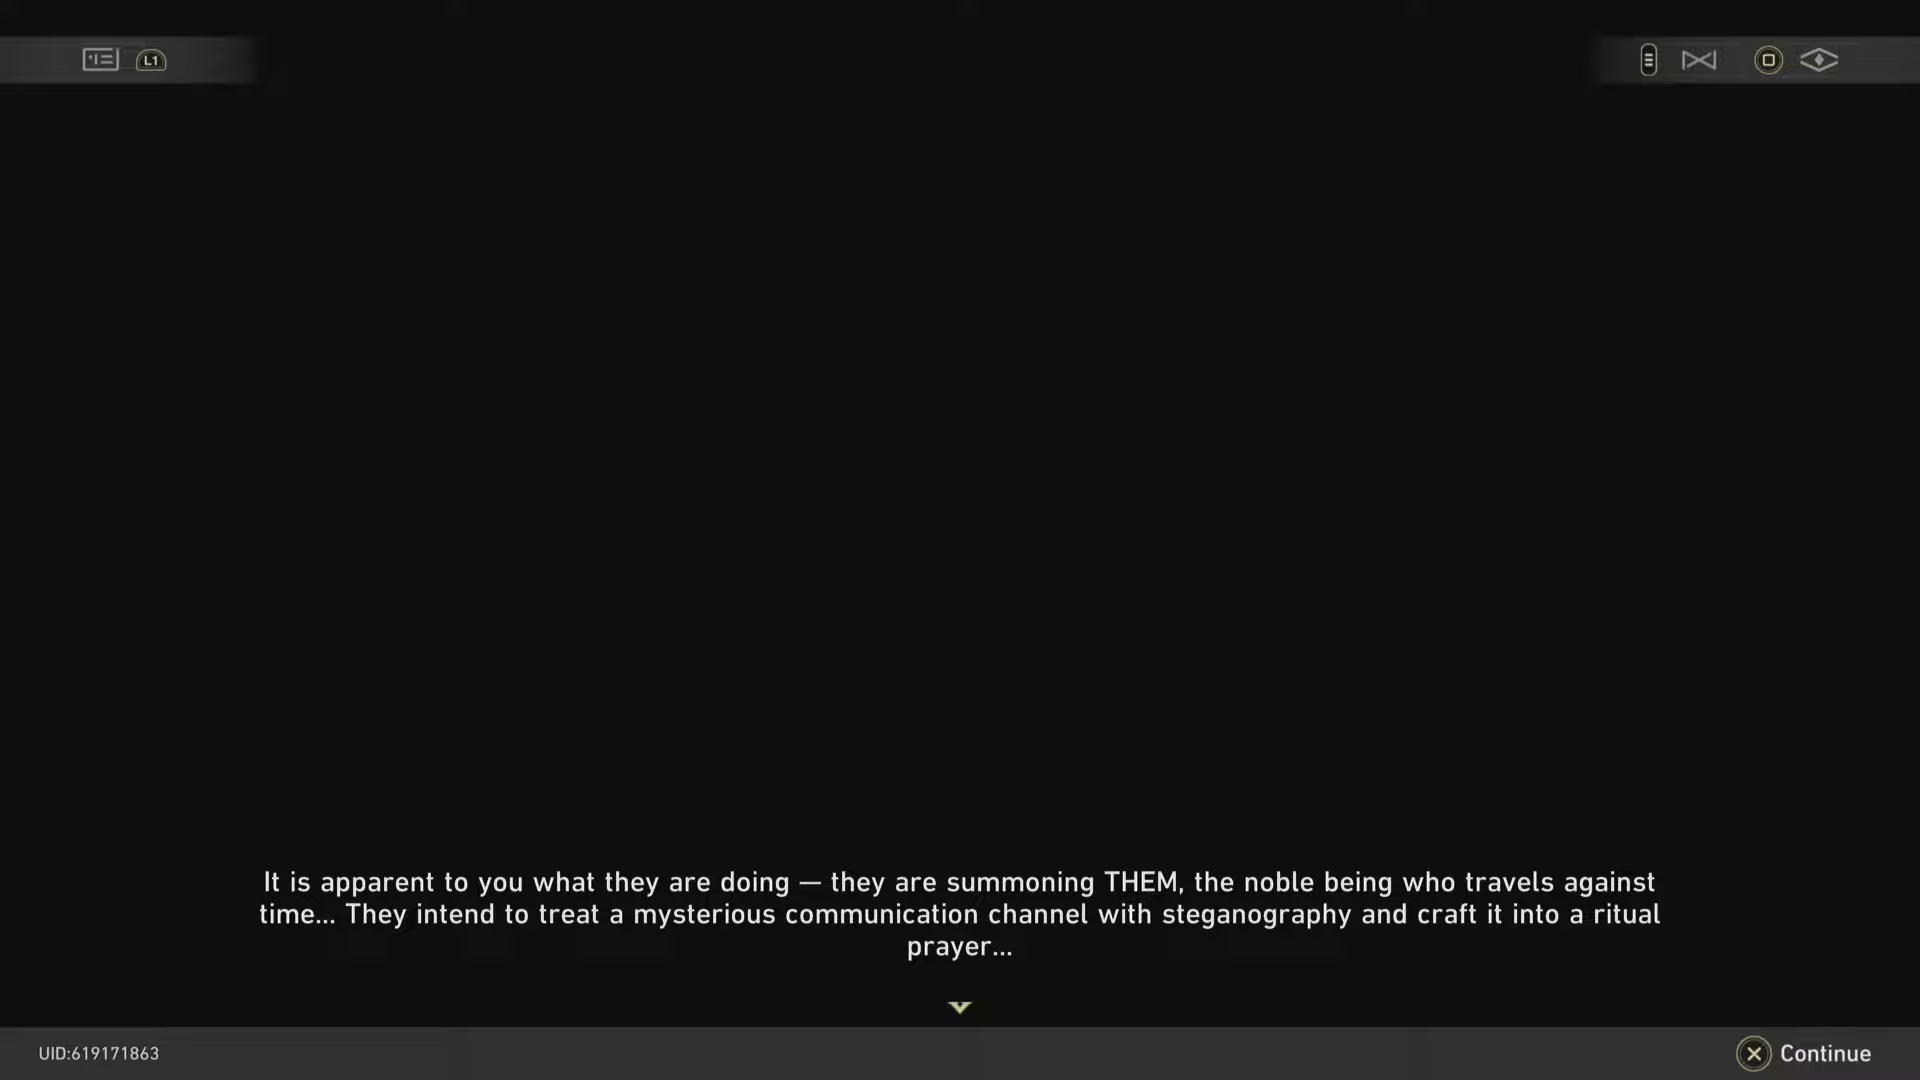 L1
It is apparent to you what they are doing — they are summoning THEM, the noble being who travels against
time... They intend to treat a mysterious communication channel with steganography and craft it into a ritual
prayer...
UID:619171863
Continue